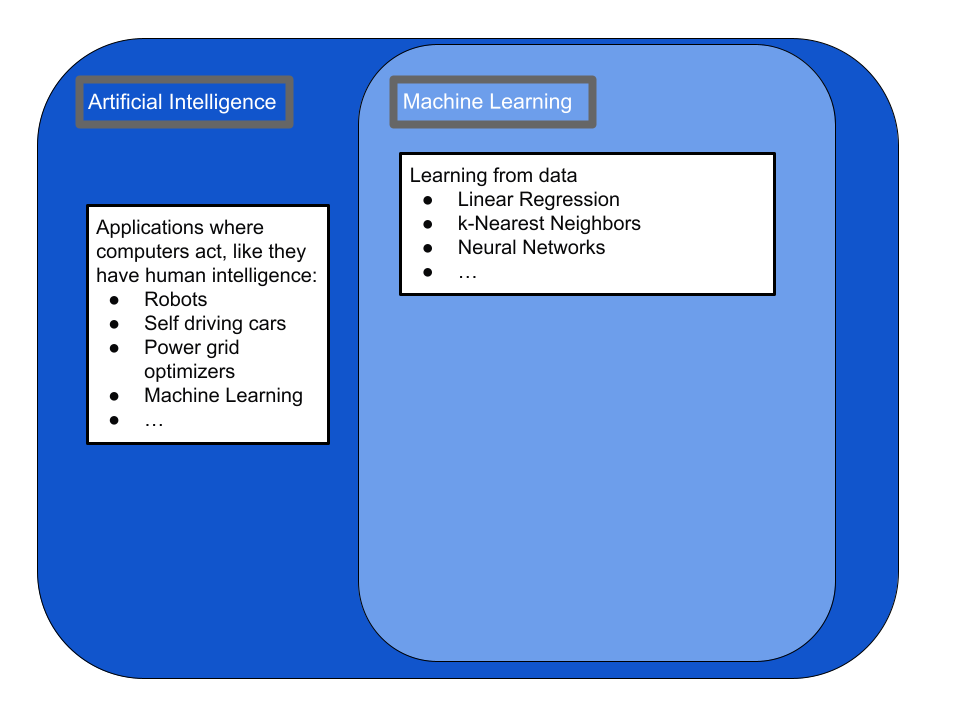 Artificial Intelligence
Applications where
computers act, like they
have human intelligence:
● Robots
● Self driving cars
● Power grid
optimizers
● Machine Learning
● …
Machine Learning
Learning from data
● Linear Regression
● k-Nearest Neighbors
● Neural Networks
● …